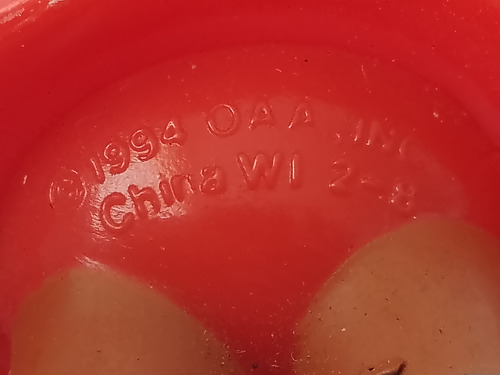 ©1994 OAA, INC
China WI 2-8